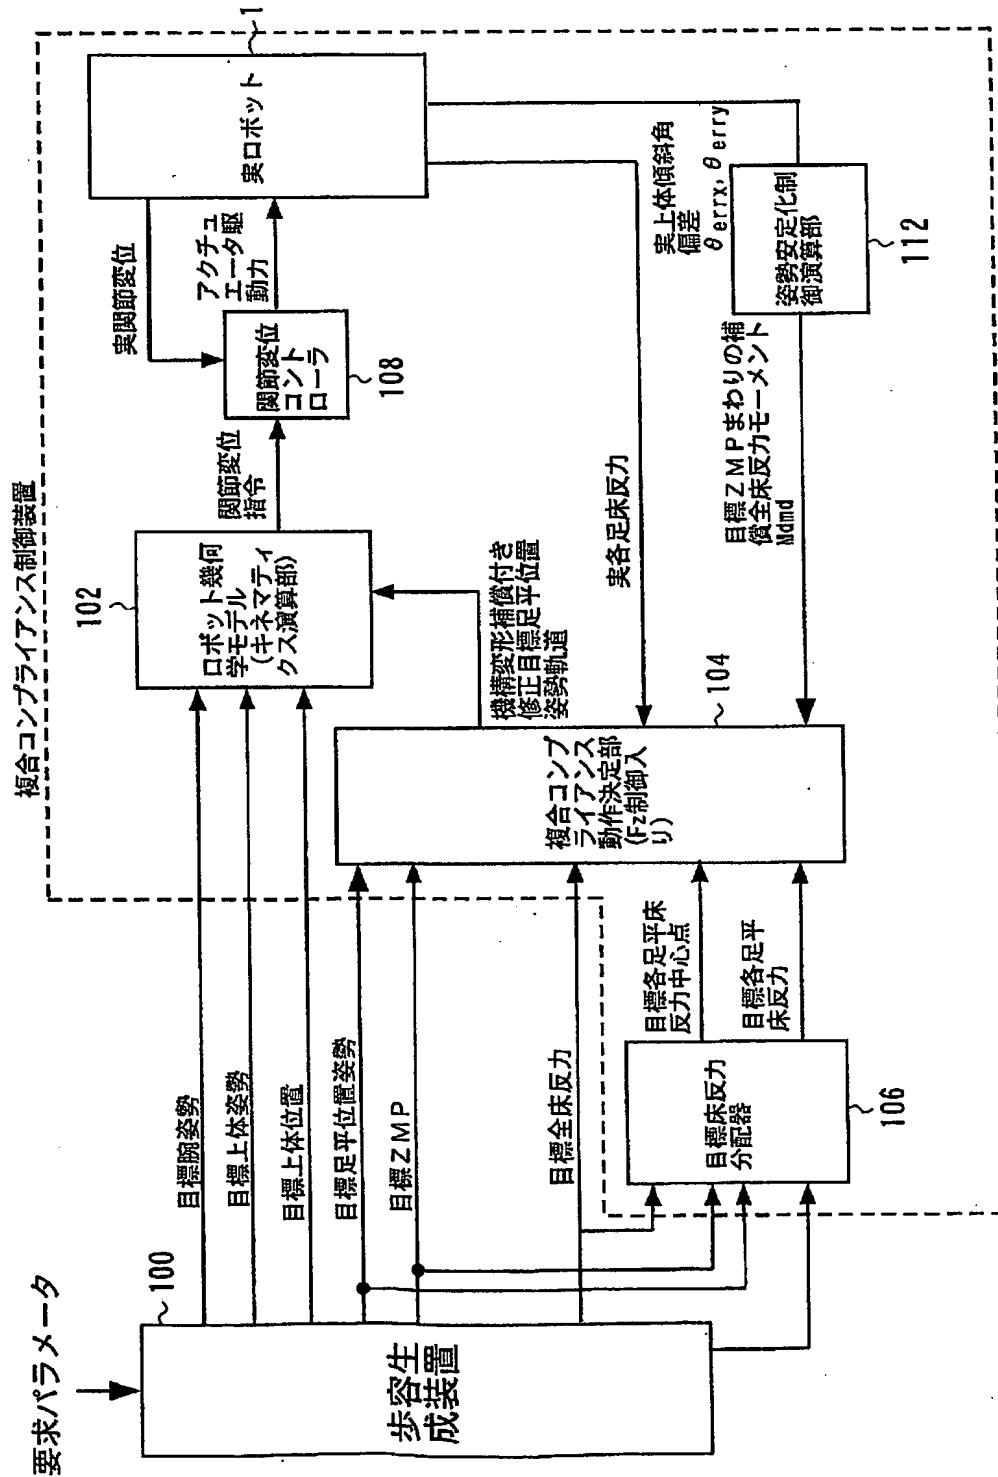 複合コンプライアンス制御装置
要求パラメータ
100
歩容生
成装置
目標腕姿勢
目標上体姿勢
目標上体位置
目標足平位置姿勢
目標ZMP
目標全床反力
106
目標床反力
分配器
目標各足平床
反力中心点
目標各足平
床反力
102
ロボット幾何
学モデル
(キネマティ
クス演算部)
104
複合コンプ
ライアンス
動作決定部
(Fz制御入
り)
機構変形補償付き
修正目標足平位置
姿勢軌道
関節変位
指令
108
関節変位
コント
ローラ
実関節変位
アクチュ
エータ駆
動力
1
実ロボット
実各足床反力
実上体傾斜角
偏差
θerrx, θerry
112
姿勢安定化制
御演算部
目標ZMPまわりの補
償全床反力モーメント
Mdmd